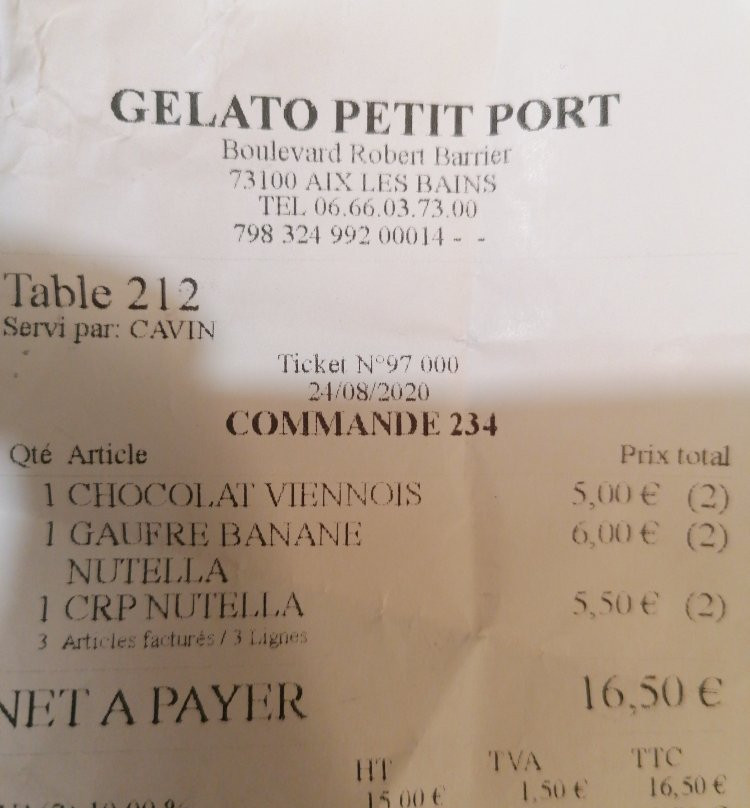 GELATO PETIT PORT
Boulevard Robert Barrier
73100 AIX LES BAINS
TEL 06.66.03.73.00
798 324 992 00014 - -
Table 212
Servi par: CAVIN
Ticket N°97 000
24/08/2020
COMMANDE 234
Qté Article Prix total
1 CHOCOLAT VIENNOIS 5,00 € (2)
1 GAUFRE BANANE 6,00 € (2)
NUTELLA
1 CRP NUTELLA 5,50 € (2)
3 Articles facturés / 3 Lignes
NET A PAYER 16,50 €
HT TVA TTC
15,00 € 1,50 € 16,50 €